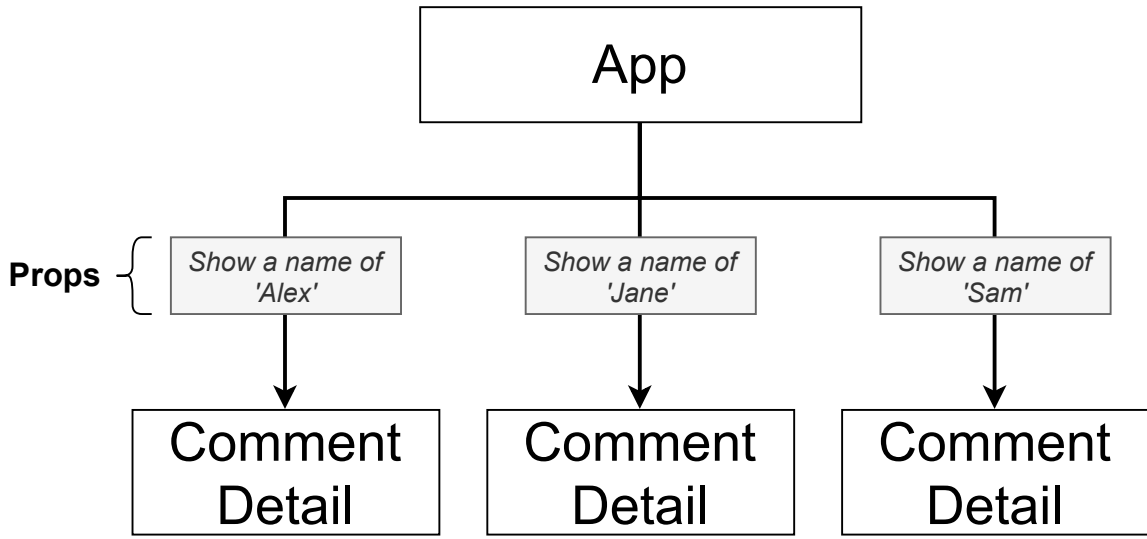 App
Props
Show a name of
'Alex'
Show a name of
'Jane'
Show a name of
'Sam'
Comment
Detail
Comment
Detail
Comment
Detail